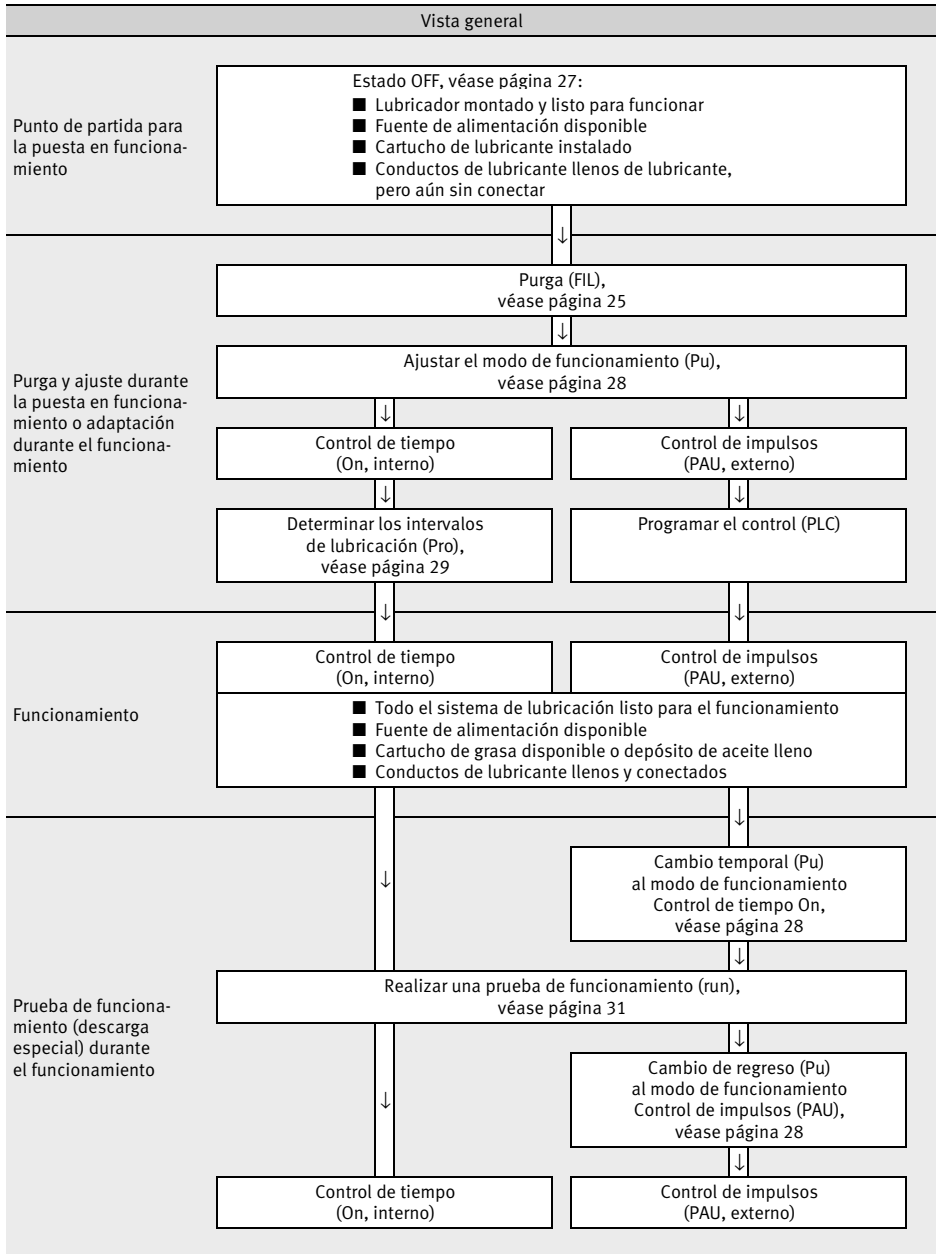 Vista general
Punto de partida para
la puesta en funciona-
miento
Estado OFF, véase página 27:
■ Lubricador montado y listo para funcionar
■ Fuente de alimentación disponible
■ Cartucho de lubricante instalado
■ Conductos de lubricante llenos de lubricante,
pero aún sin conectar
↓
Purga y ajuste durante
la puesta en funciona-
miento o adaptación
durante el funciona-
miento
Purga (FIL),
véase página 25
↓
Ajustar el modo de funcionamiento (Pu),
véase página 28
↓ ↓
Control de tiempo
(On, interno)
Control de impulsos
(PAU, externo)
↓ ↓
Determinar los intervalos
de lubricación (Pro),
véase página 29
Programar el control (PLC)
↓ ↓
Funcionamiento
Control de tiempo
(On, interno)
Control de impulsos
(PAU, externo)
■ Todo el sistema de lubricación listo para el funcionamiento
■ Fuente de alimentación disponible
■ Cartucho de grasa disponible o depósito de aceite lleno
■ Conductos de lubricante llenos y conectados
↓
Prueba de funciona-
miento (descarga
especial) durante
el funcionamiento
↓
Cambio temporal (Pu)
al modo de funcionamiento
Control de tiempo On,
véase página 28
↓
Realizar una prueba de funcionamiento (run),
véase página 31
↓
↓
Cambio de regreso (Pu)
al modo de funcionamiento
Control de impulsos (PAU),
véase página 28
↓
Control de tiempo
(On, interno)
Control de impulsos
(PAU, externo)